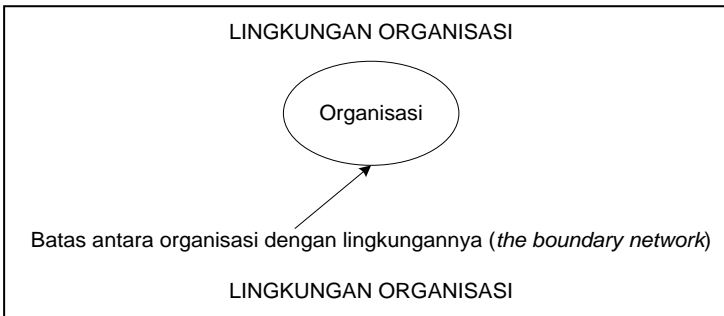 LINGKUNGAN ORGANISASI
Organisasi
Batas antara organisasi dengan lingkungannya (the boundary network)
LINGKUNGAN ORGANISASI